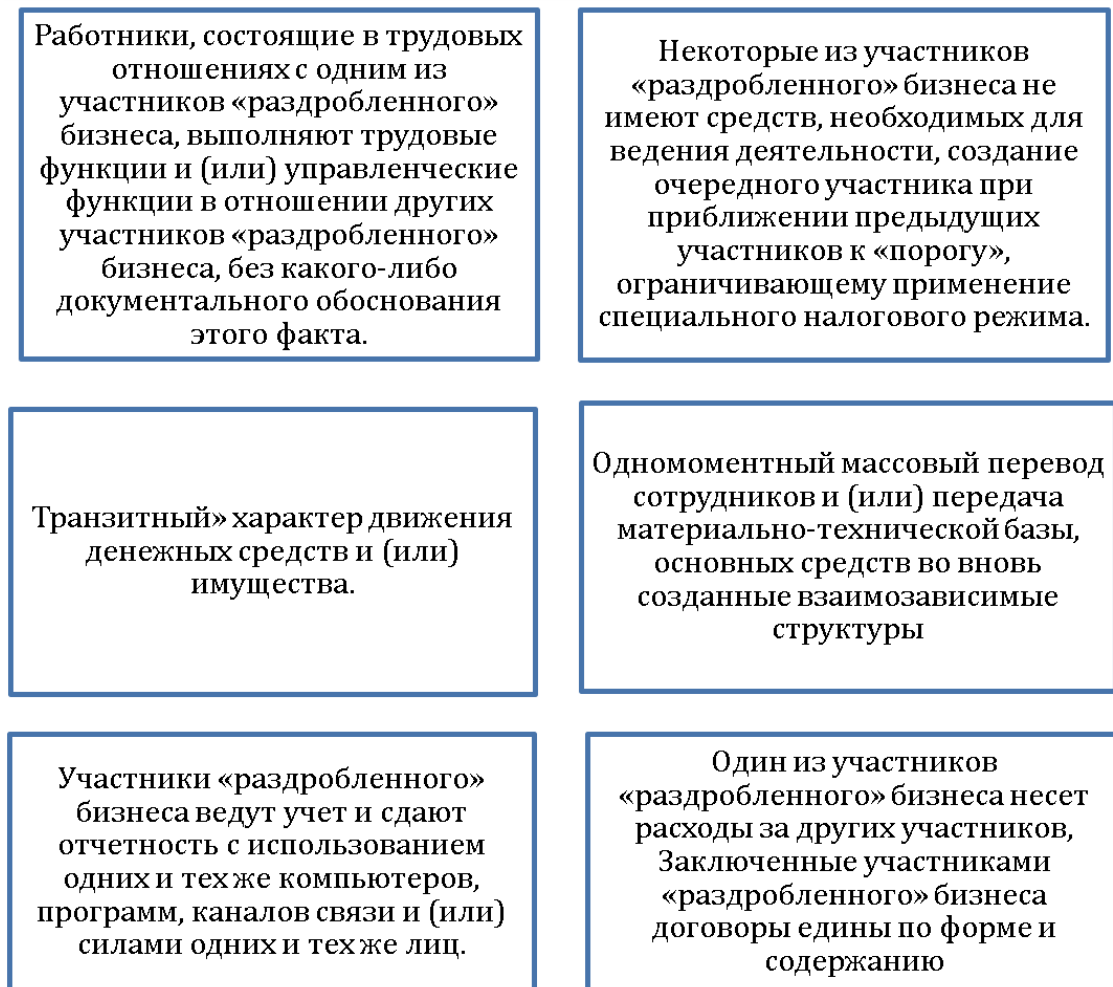 Работники, состоящие в трудовых
отношениях с одним из
участников «раздробленного»
бизнеса, выполняют трудовые
функции и (или) управленческие
функции в отношении других
участников «раздробленного»
бизнеса, без какого-либо
документального обоснования
этого факта.
Некоторые из участников
«раздробленного» бизнеса не
имеют средств, необходимых для
ведения деятельности, создание
очередного участника при
приближении предыдущих
участников к «порогу»,
ограничивающему применение
специального налогового режима.
Транзитный» характер движения
денежных средств и (или)
имущества.
Одномоментный массовый перевод
сотрудников и (или) передача
материально-технической базы,
основных средств во вновь
созданные взаимозависимые
структуры
Участники «раздробленного»
бизнеса ведут учет и сдают
отчетность с использованием
одних и тех же компьютеров,
программ, каналов связи и (или)
силами одних и тех же лиц.
Один из участников
«раздробленного» бизнеса несет
расходы за других участников,
Заключенные участниками
«раздробленного» бизнеса
договоры едины по форме и
содержанию